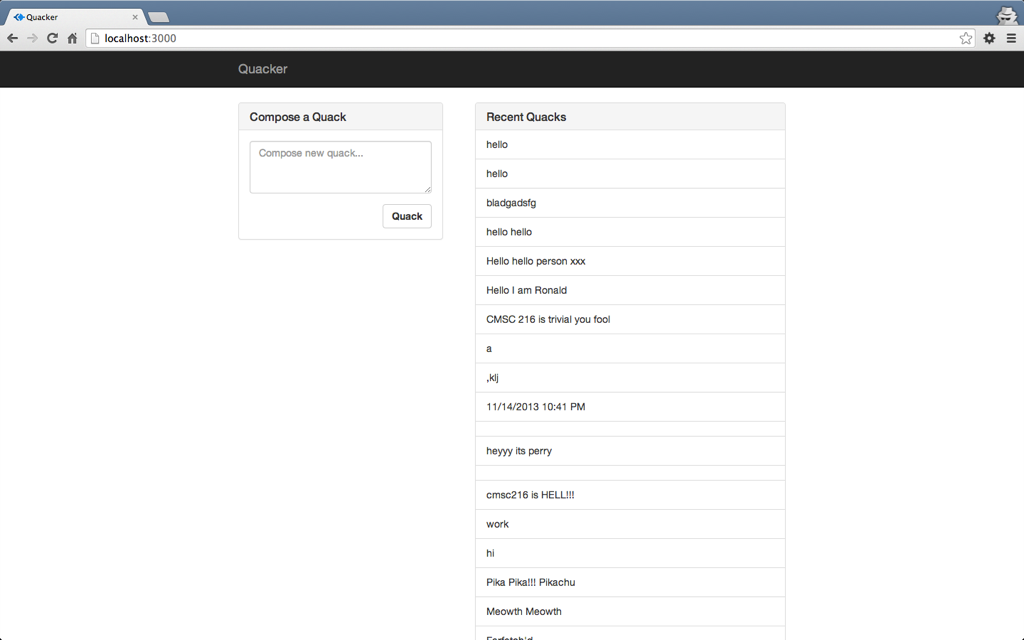 Quacker
localhost:3000
Quacker
Compose a Quack
Compose new quack...
Quack
Recent Quacks
hello
hello
bladgadsfg
hello hello
Hello hello person xxx
Hello I am Ronald
CMSC 216 is trivial you fool
a
,klj
11/14/2013 10:41 PM
heyyy its perry
cmsc216 is HELL!!!
work
hi
Pika Pika!!! Pikachu
Meowth Meowth